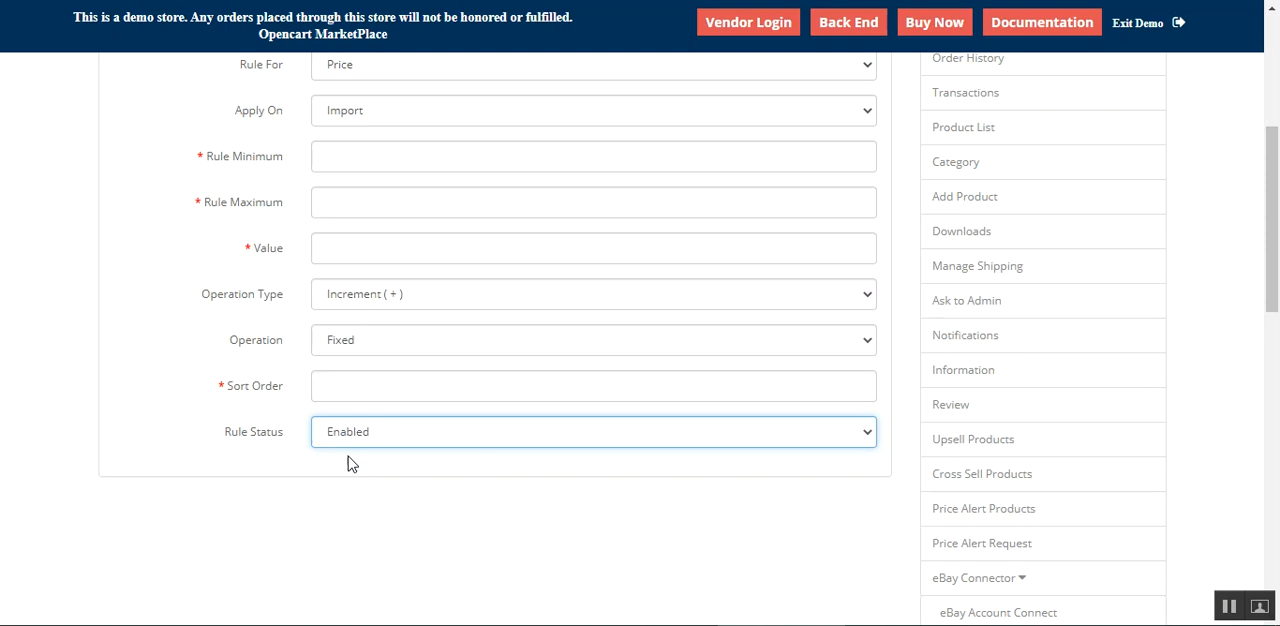 This is a demo store. Any orders placed through this store will not be honored or fulfilled.
Opencart MarketPlace
Vendor Login
Back End
Buy Now
Documentation
Exit Demo
Rule For
Price
Apply On
Import
* Rule Minimum
* Rule Maximum
* Value
Operation Type
Increment ( + )
Operation
Fixed
* Sort Order
Rule Status
Enabled
Order History
Transactions
Product List
Category
Add Product
Downloads
Manage Shipping
Ask to Admin
Notifications
Information
Review
Upsell Products
Cross Sell Products
Price Alert Products
Price Alert Request
eBay Connector
eBay Account Connect